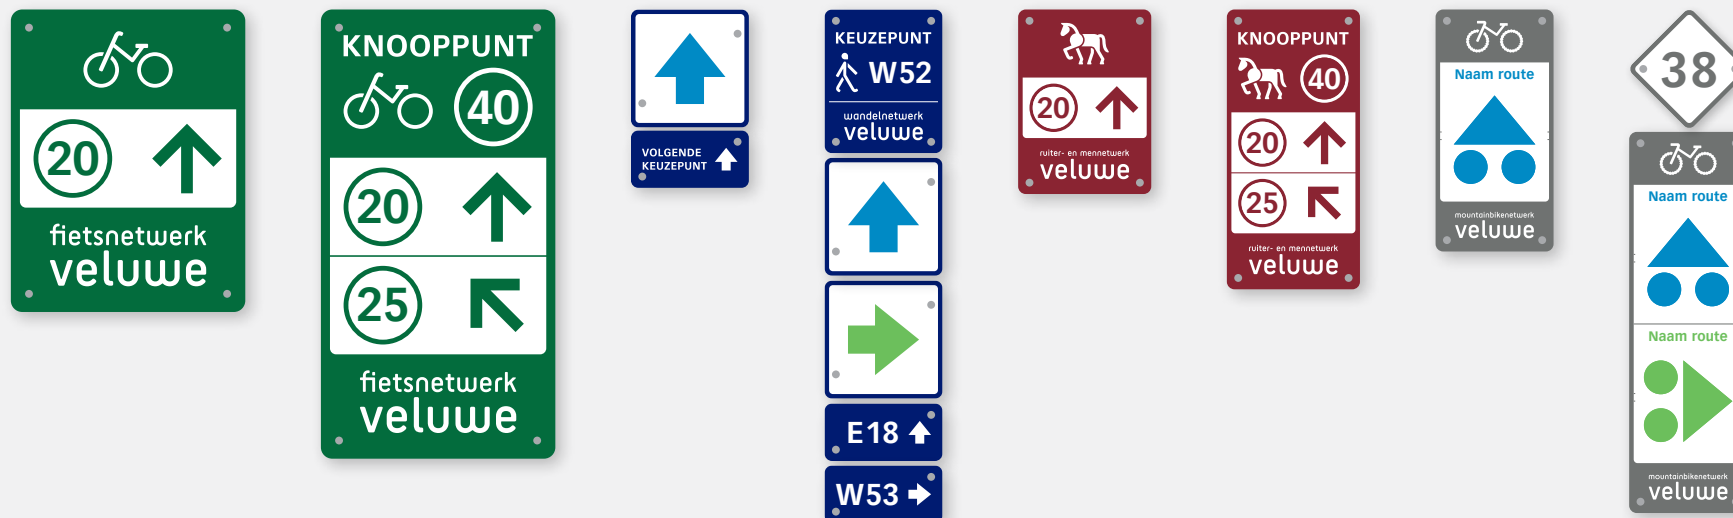 20
fietsnetwerk
veluwe
KNOOPPUNT
40
20
25
fietsnetwerk
veluwe
VOLGENDE
KEUZEPUNT
KEUZEPUNT
W52
wandelnetwerk
veluwe
E18
W53
20
ruiter- en mennetwerk
veluwe
KNOOPPUNT
40
20
25
ruiter- en mennetwerk
veluwe
Naam route
mountainbikenetwerk
veluwe
38
Naam route
Naam route
mountainbikenetwerk
veluwe